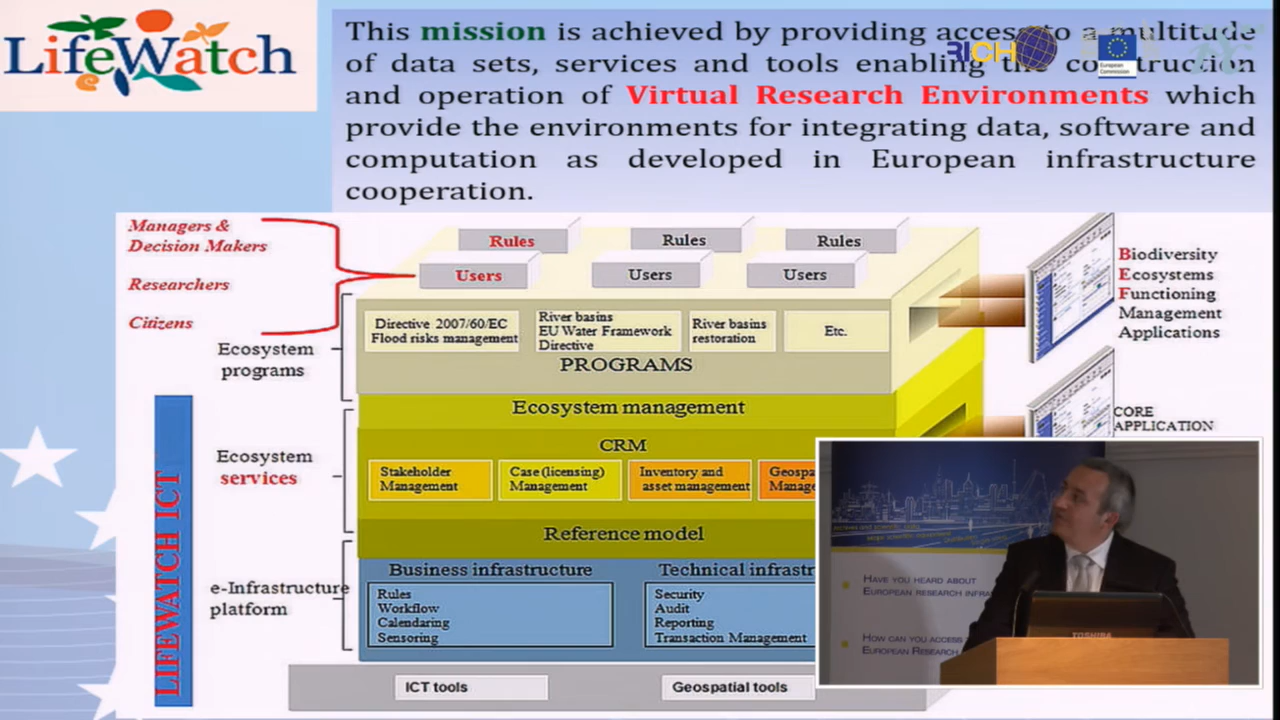 LifeWatch
This mission is achieved by providing access to a multitude
of data sets, services and tools enabling the construction
and operation of Virtual Research Environments which
provide the environments for integrating data, software and
computation as developed in European infrastructure
cooperation.
RICH
European
Commission
Managers &
Decision Makers
Researchers
Citizens
Rules
Rules
Rules
Users
Users
Users
Biodiversity
Ecosystems
Functioning
Management
Applications
Ecosystem
programs
Directive 2007/60/EC
Flood risks management
River basins
EU Water Framework
Directive
River basins
restoration
Etc.
PROGRAMS
Ecosystem management
CORE
APPLICATION
Ecosystem
services
CRM
Stakeholder
Management
Case (licensing)
Management
Inventory and
asset management
Geospa
Manage
Reference model
LIFEWATCH ICT
e-Infrastructure
platform
Business infrastructure
Rules
Workflow
Calendaring
Sensoring
Technical infrastr
Security
Audit
Reporting
Transaction Management
ICT tools
Geospatial tools
HAVE YOU HEARD ABOUT
EUROPEAN RESEARCH INFRA
HOW CAN YOU ACCESS
EUROPEAN RESEARCH
TOSHIBA